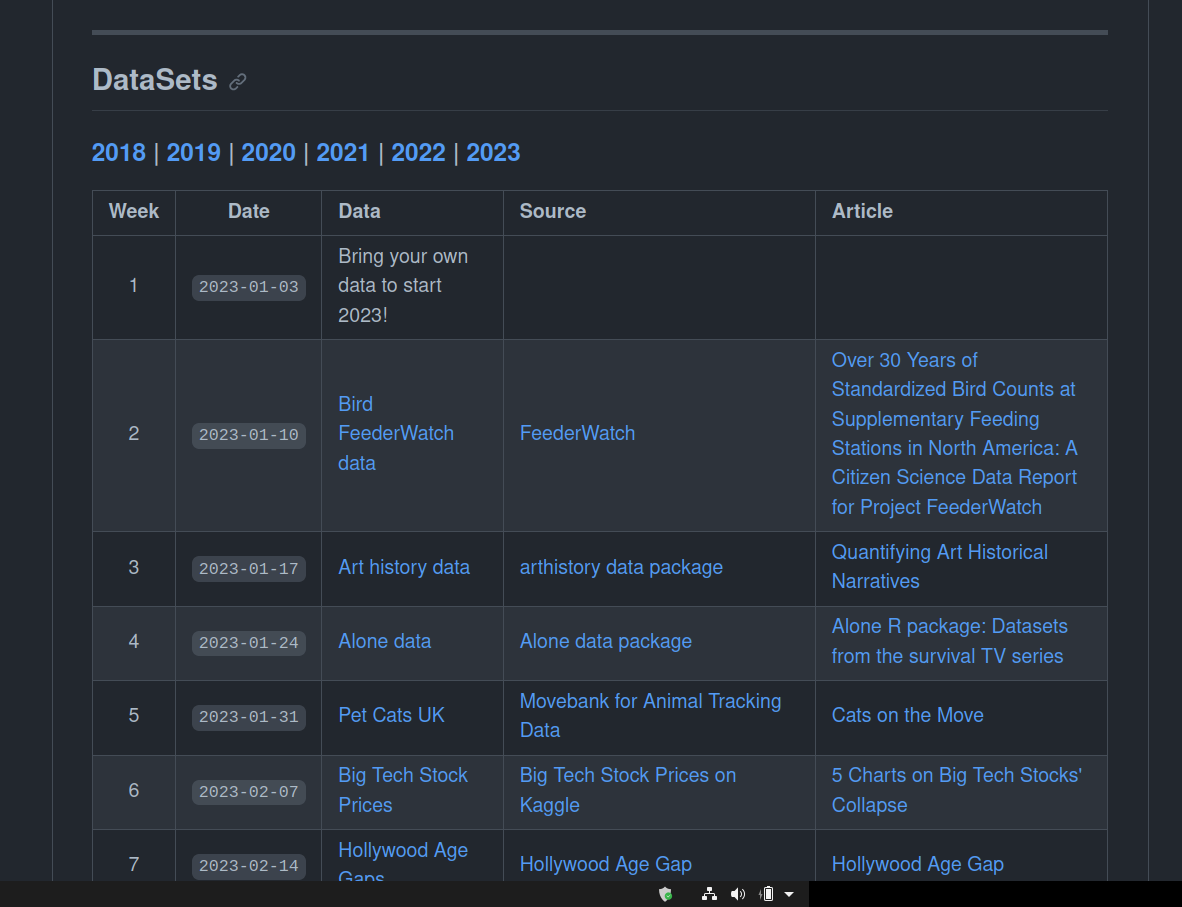 DataSets
2018 | 2019 | 2020 | 2021 | 2022 | 2023
Week Date Data Source Article
1 2023-01-03 Bring your own
data to start
2023!
2 2023-01-10 Bird
FeederWatch
data
FeederWatch
Over 30 Years of
Standardized Bird Counts at
Supplementary Feeding
Stations in North America: A
Citizen Science Data Report
for Project FeederWatch
3 2023-01-17 Art history data arthistory data package Quantifying Art Historical
Narratives
4 2023-01-24 Alone data Alone data package Alone R package: Datasets
from the survival TV series
5 2023-01-31 Pet Cats UK Movebank for Animal Tracking
Data
Cats on the Move
6 2023-02-07 Big Tech Stock
Prices
Big Tech Stock Prices on
Kaggle
5 Charts on Big Tech Stocks'
Collapse
7 2023-02-14 Hollywood Age
Gaps
Hollywood Age Gap Hollywood Age Gap